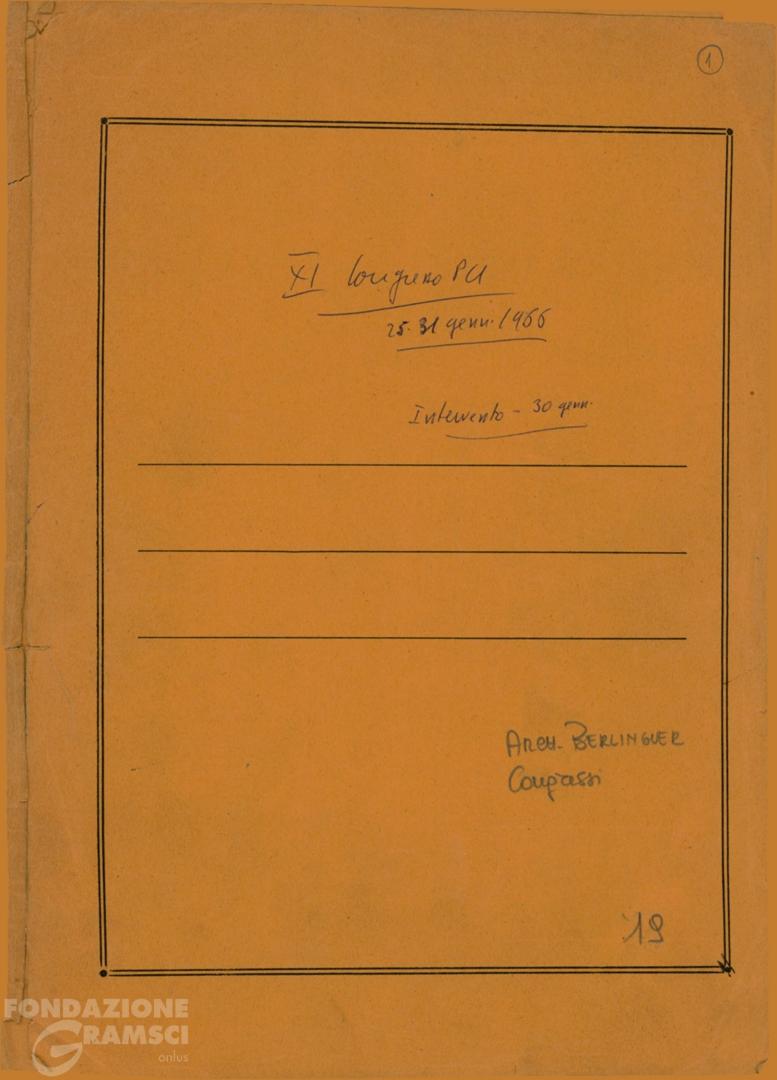 1
XI Congresso PCI
25-31 genn. 1966
Intervento - 30 genn.
Arch. BERLINGUER
Congressi
19
FONDAZIONE
GRAMSCI
onlus